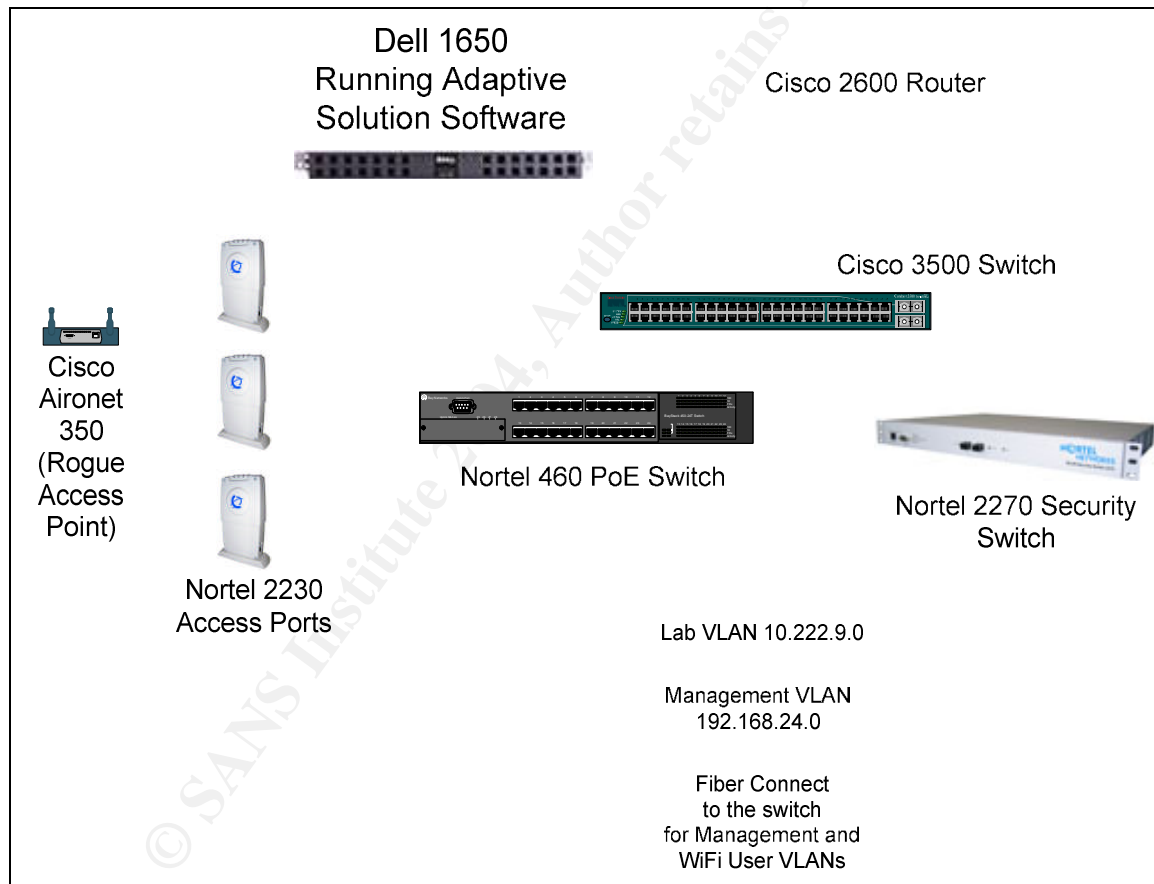 Dell 1650
Running Adaptive
Solution Software
Cisco 2600 Router
Cisco 3500 Switch
Cisco
Aironet
350
(Rogue
Access
Point)
Nortel 460 PoE Switch
NORTEL
NETWORKS
Nortel 2270 Security
Switch
Nortel 2230
Access Ports
Lab VLAN 10.222.9.0
Management VLAN
192.168.24.0
Fiber Connect
to the switch
for Management and
WiFi User VLANs
© SANS Institute 2004, Author retains